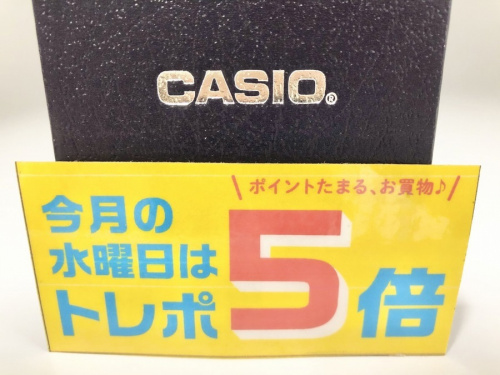 CASIO®
\ポイントたまる、お買物♪/
今月の
水曜日は
トレポ5倍